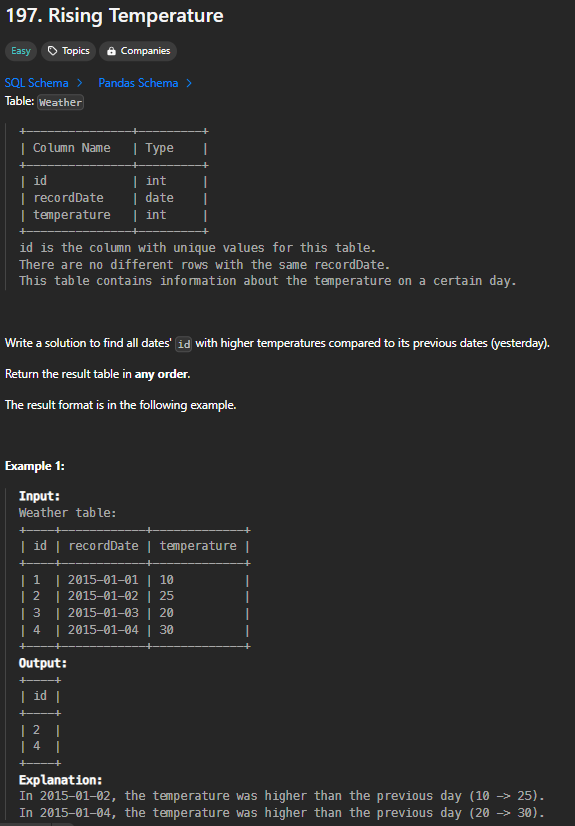 197. Rising Temperature
Easy Topics Companies
SQL Schema > Pandas Schema >
Table: Weather
+---------------+---------+
| Column Name   | Type    |
+---------------+---------+
| id            | int     |
| recordDate    | date    |
| temperature   | int     |
+---------------+---------+
id is the column with unique values for this table.
There are no different rows with the same recordDate.
This table contains information about the temperature on a certain day.
Write a solution to find all dates' id with higher temperatures compared to its previous dates (yesterday).
Return the result table in any order.
The result format is in the following example.
Example 1:
Input:
Weather table:
+----+------------+-------------+
| id | recordDate | temperature |
+----+------------+-------------+
| 1  | 2015-01-01 | 10          |
| 2  | 2015-01-02 | 25          |
| 3  | 2015-01-03 | 20          |
| 4  | 2015-01-04 | 30          |
+----+------------+-------------+
Output:
+----+
| id |
+----+
| 2  |
| 4  |
+----+
Explanation:
In 2015-01-02, the temperature was higher than the previous day (10 -> 25).
In 2015-01-04, the temperature was higher than the previous day (20 -> 30).